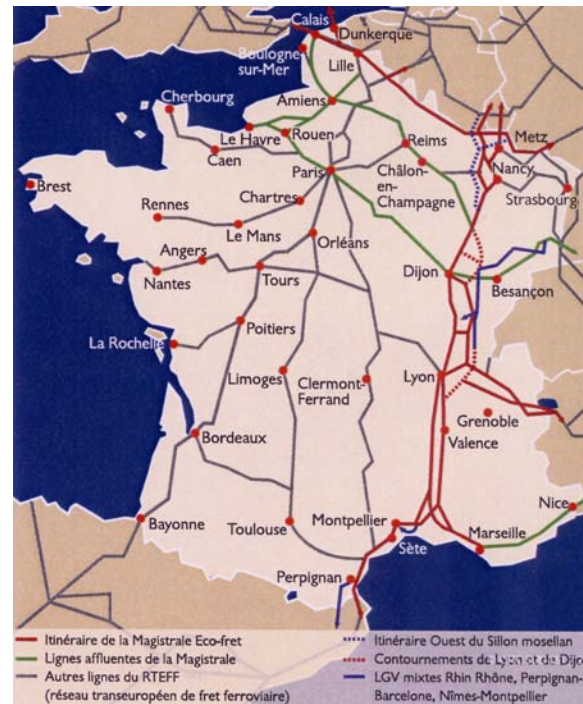 Calais
Dunkerque
Boulogne
sur-Mer
Lille
Cherbourg
Amiens
Le Havre
Rouen
Reims
Metz
Caen
Paris
Châlon-
en-
Champagne
Nancy
Strasbourg
Brest
Rennes
Chartres
Le Mans
Orléans
Angers
Nantes
Tours
Dijon
Besançon
Poitiers
La Rochelle
Limoges
Clermont-
Ferrand
Lyon
Grenoble
Valence
Bordeaux
Bayonne
Toulouse
Montpellier
Sète
Marseille
Nice
Perpignan
Itinéraire de la Magistrale Eco-fret
Lignes affluentes de la Magistrale
Autres lignes du RTEFF
(réseau transeuropéen de fret ferroviaire)
Itinéraire Ouest du Sillon mosellan
Contournements de Lyon et de Dijo
LGV mixtes Rhin Rhône, Perpignan-
Barcelone, Nîmes-Montpellier